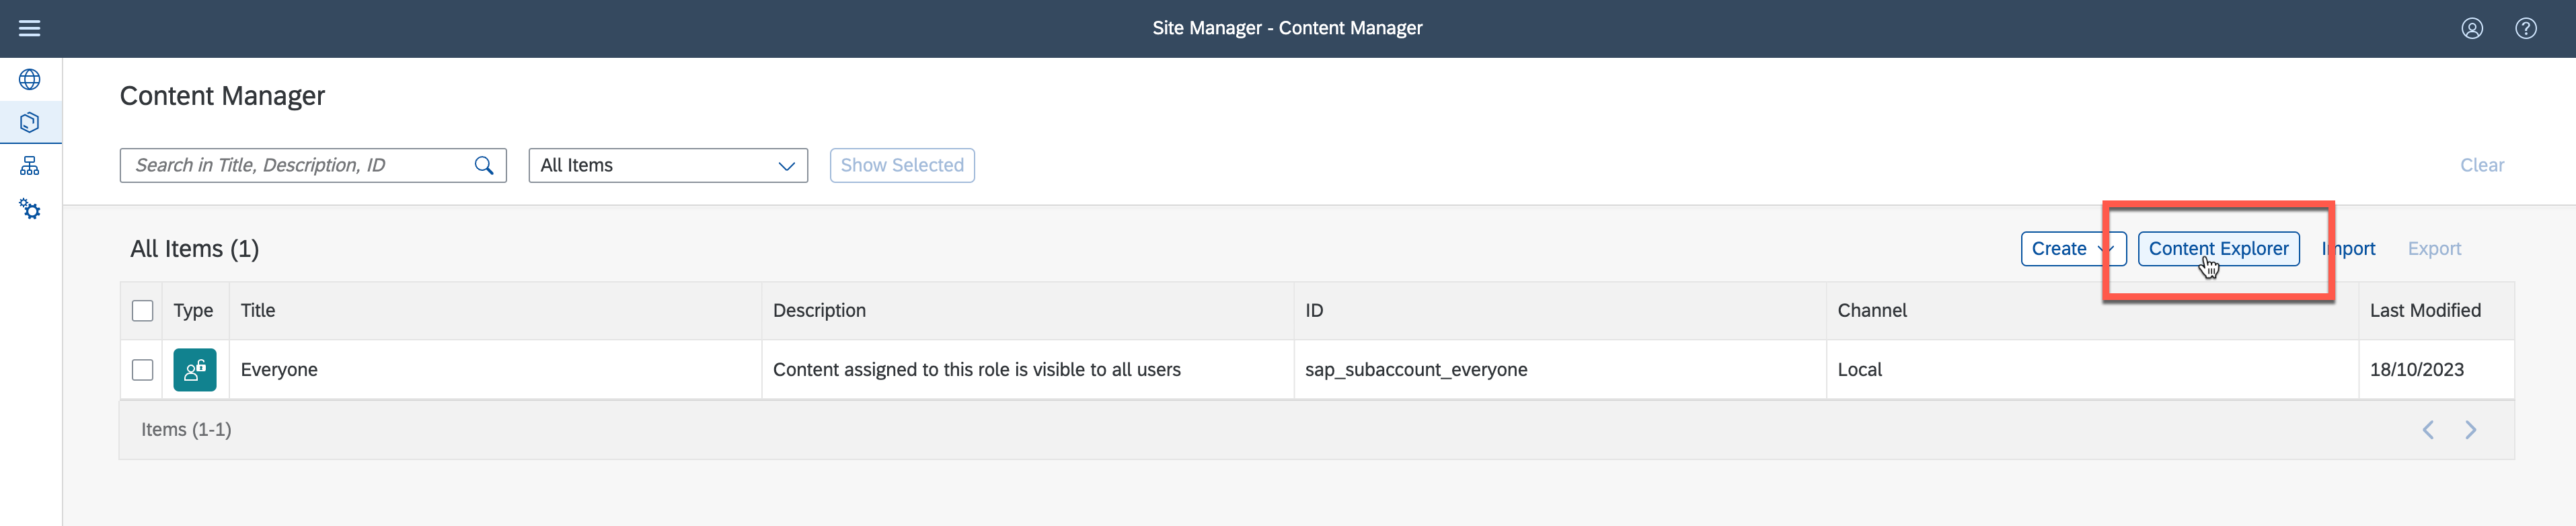 Site Manager - Content Manager
Content Manager
Search in Title, Description, ID
All Items
Show Selected
Clear
All Items (1)
Create
Content Explorer
Import
Export
Type Title Description ID Channel Last Modified
Everyone Content assigned to this role is visible to all users sap_subaccount_everyone Local 18/10/2023
Items (1-1)